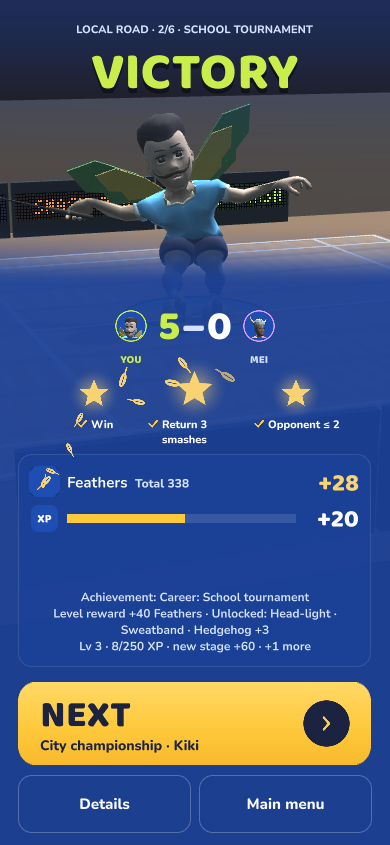 LOCAL ROAD · 2/6 · SCHOOL TOURNAMENT
VICTORY
5–0
YOU
MEI
Win
Return 3
smashes
Opponent ≤ 2
Feathers Total 338
+28
XP
+20
Achievement: Career: School tournament
Level reward +40 Feathers · Unlocked: Head-light ·
Sweatband · Hedgehog +3
Lv 3 · 8/250 XP · new stage +60 · +1 more
NEXT
City championship · Kiki
Details
Main menu